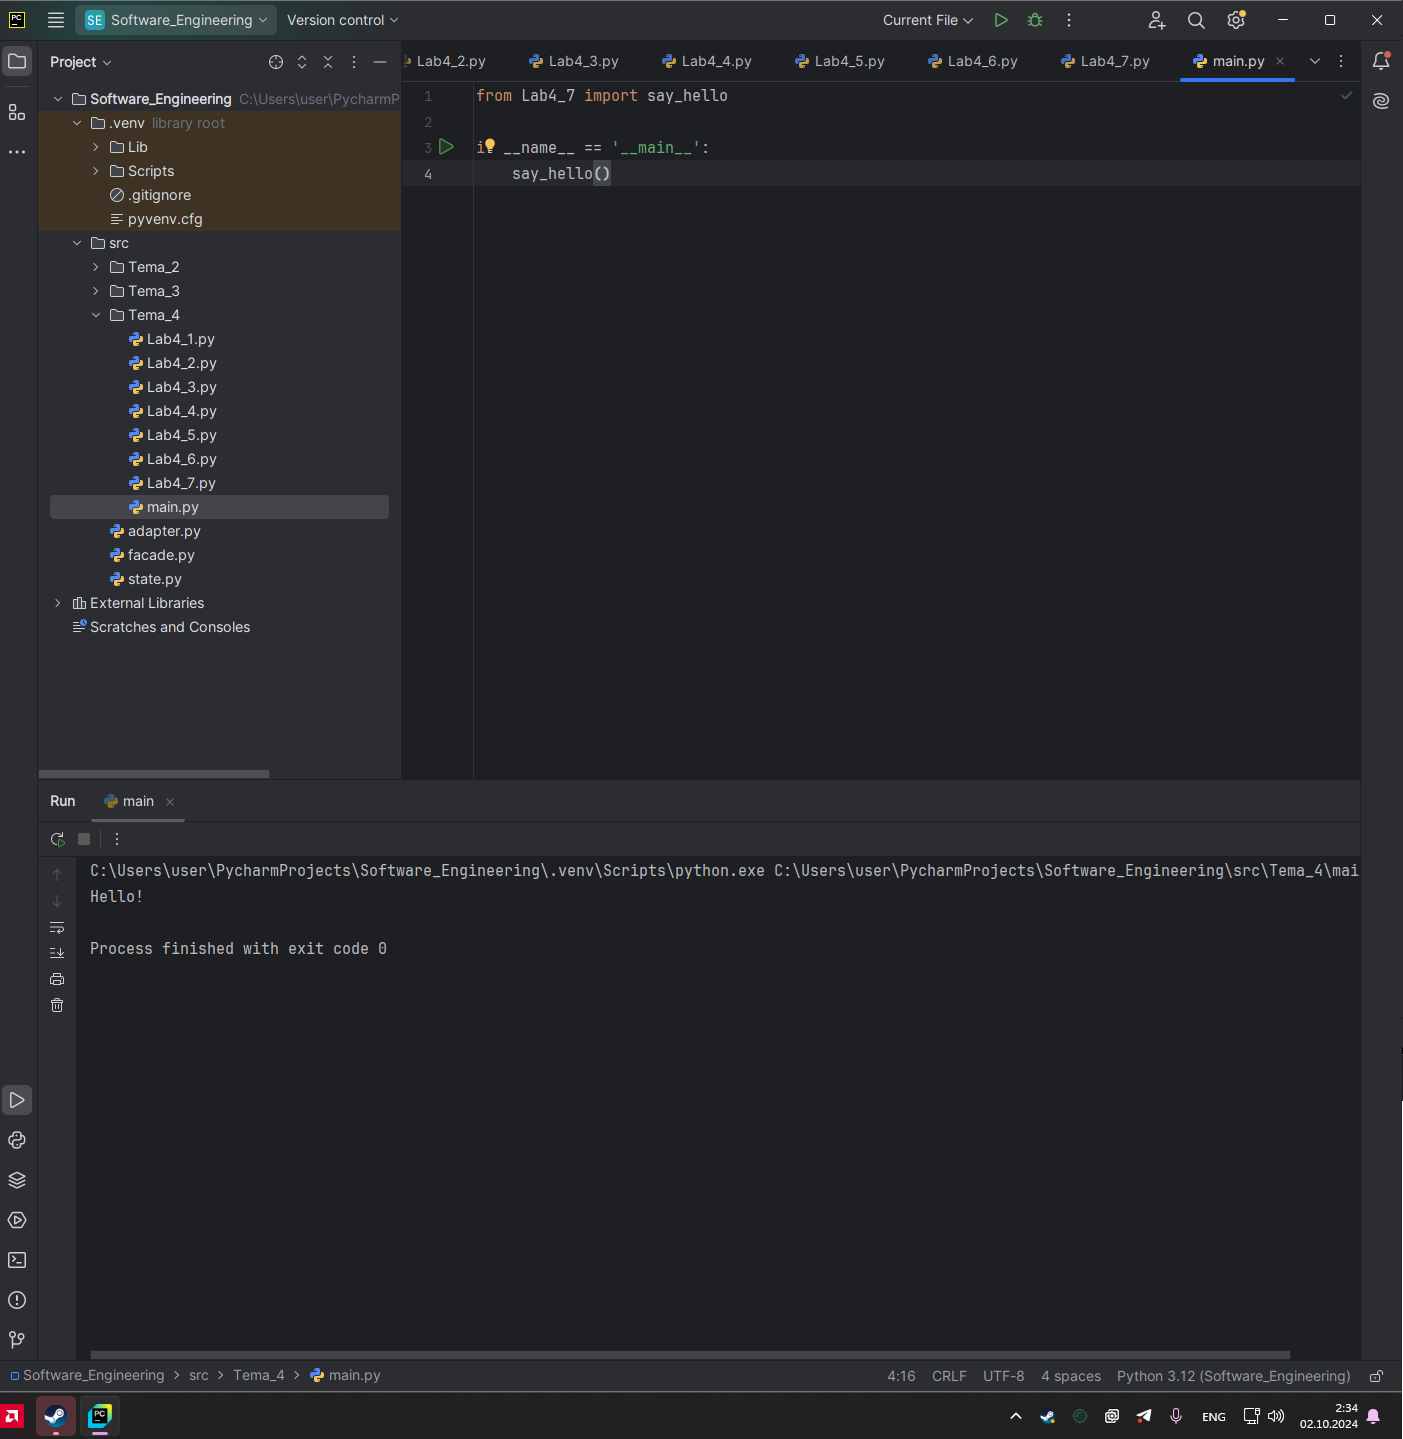 PC
SE Software_Engineering Version control Current File
Project
Lab4_2.py Lab4_3.py Lab4_4.py Lab4_5.py Lab4_6.py Lab4_7.py main.py
Software_Engineering C:\Users\user\PycharmP
.venv library root
Lib
Scripts
.gitignore
pyvenv.cfg
src
Tema_2
Tema_3
Tema_4
Lab4_1.py
Lab4_2.py
Lab4_3.py
Lab4_4.py
Lab4_5.py
Lab4_6.py
Lab4_7.py
main.py
adapter.py
facade.py
state.py
External Libraries
Scratches and Consoles
1 from Lab4_7 import say_hello
2
3 i __name__ == '__main__':
4 say_hello()
Run main
C:\Users\user\PycharmProjects\Software_Engineering\.venv\Scripts\python.exe C:\Users\user\PycharmProjects\Software_Engineering\src\Tema_4\mai
Hello!
Process finished with exit code 0
Software_Engineering > src > Tema_4 > main.py 4:16 CRLF UTF-8 4 spaces Python 3.12 (Software_Engineering)
PC ENG 2:34
02.10.2024